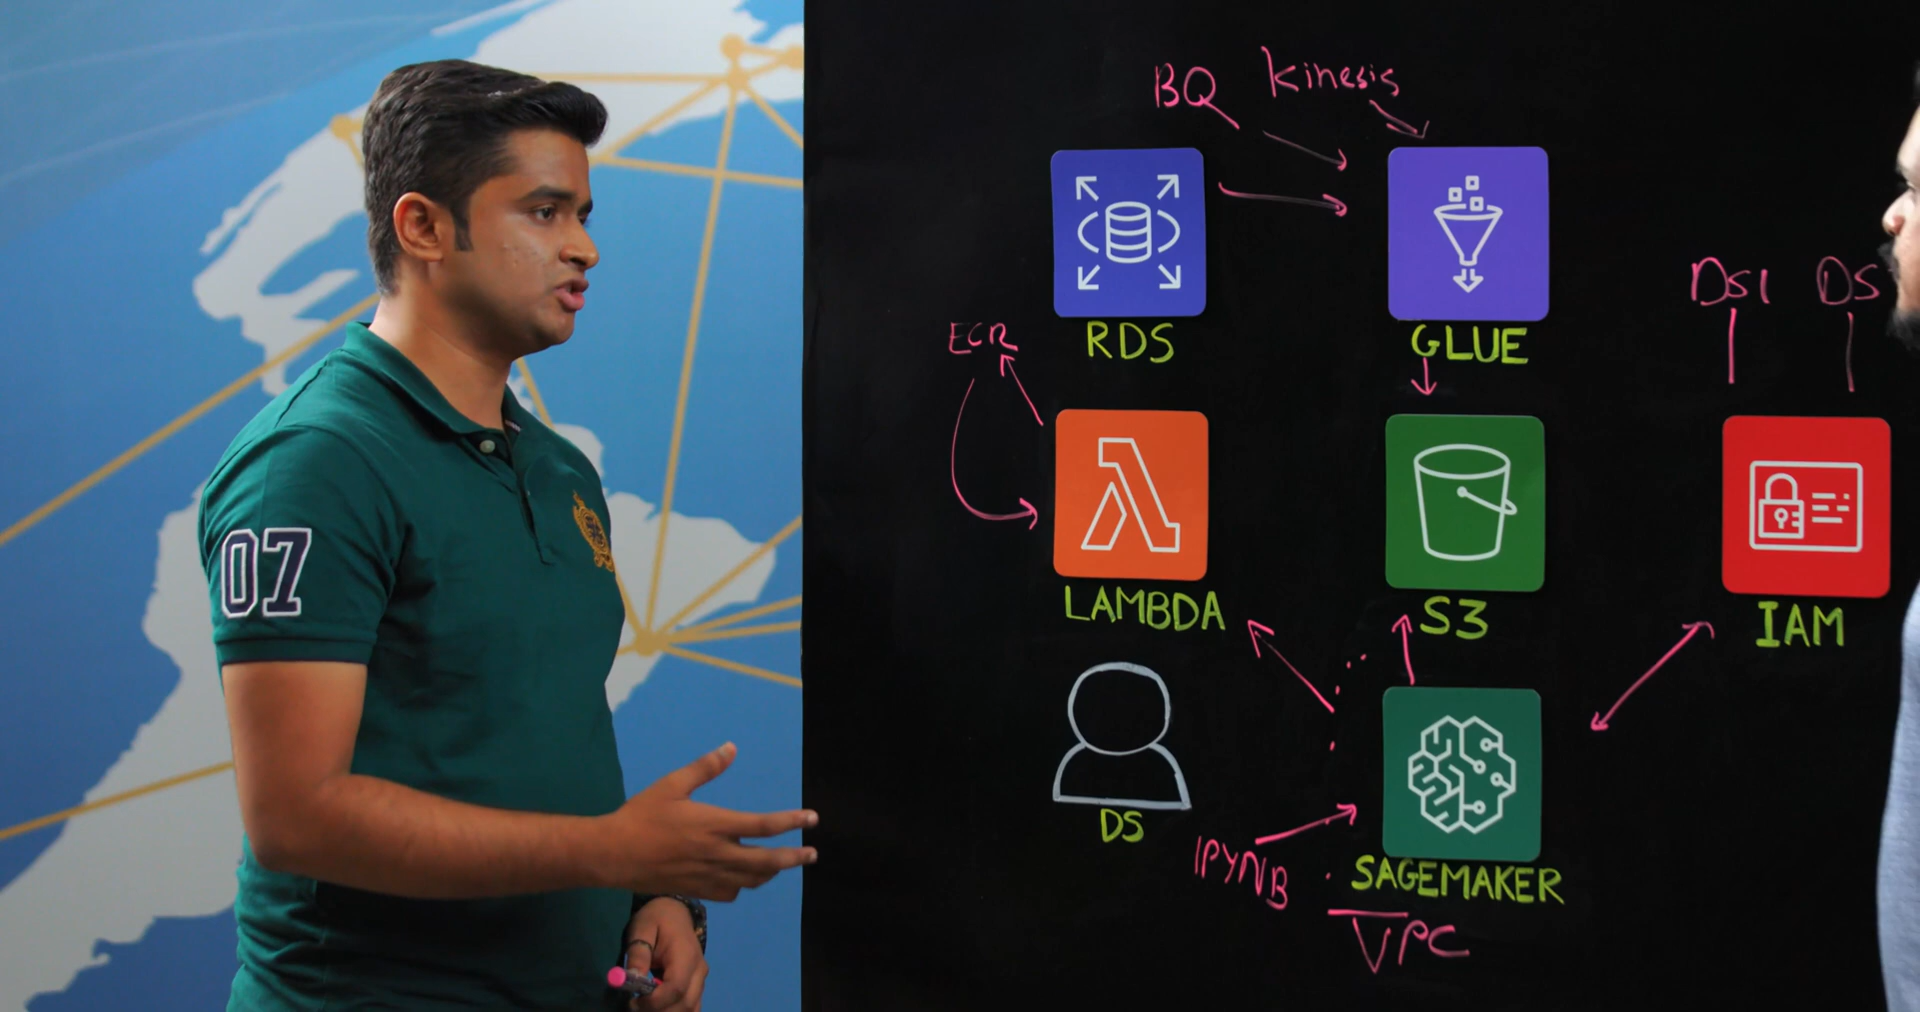 BQ Kinesis
RDS
GLUE
ECR
DS1 DS
LAMBDA
S3
IAM
07
DS
IPYNB
SAGEMAKER
VPC